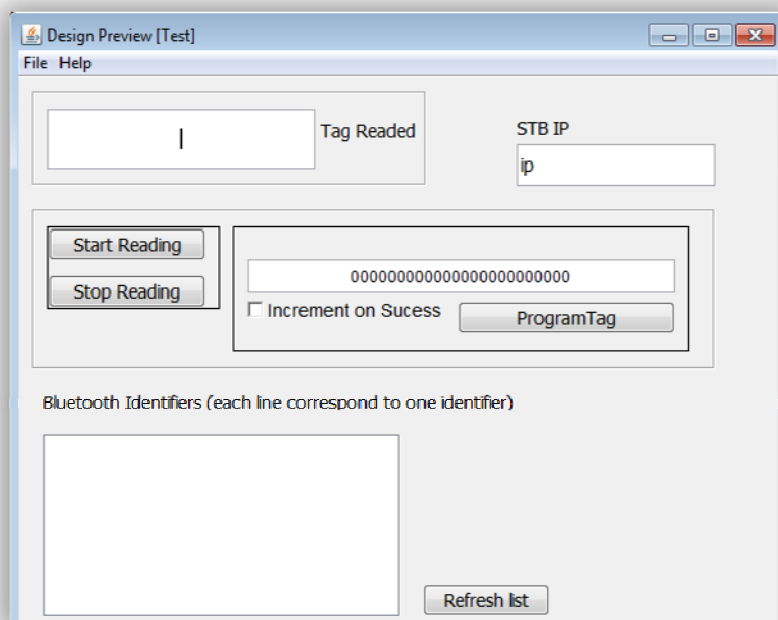 Design Preview [Test]
File Help
Tag Readed
STB IP
ip
Start Reading
Stop Reading
000000000000000000000000
Increment on Sucess
ProgramTag
Bluetooth Identifiers (each line correspond to one identifier)
Refresh list